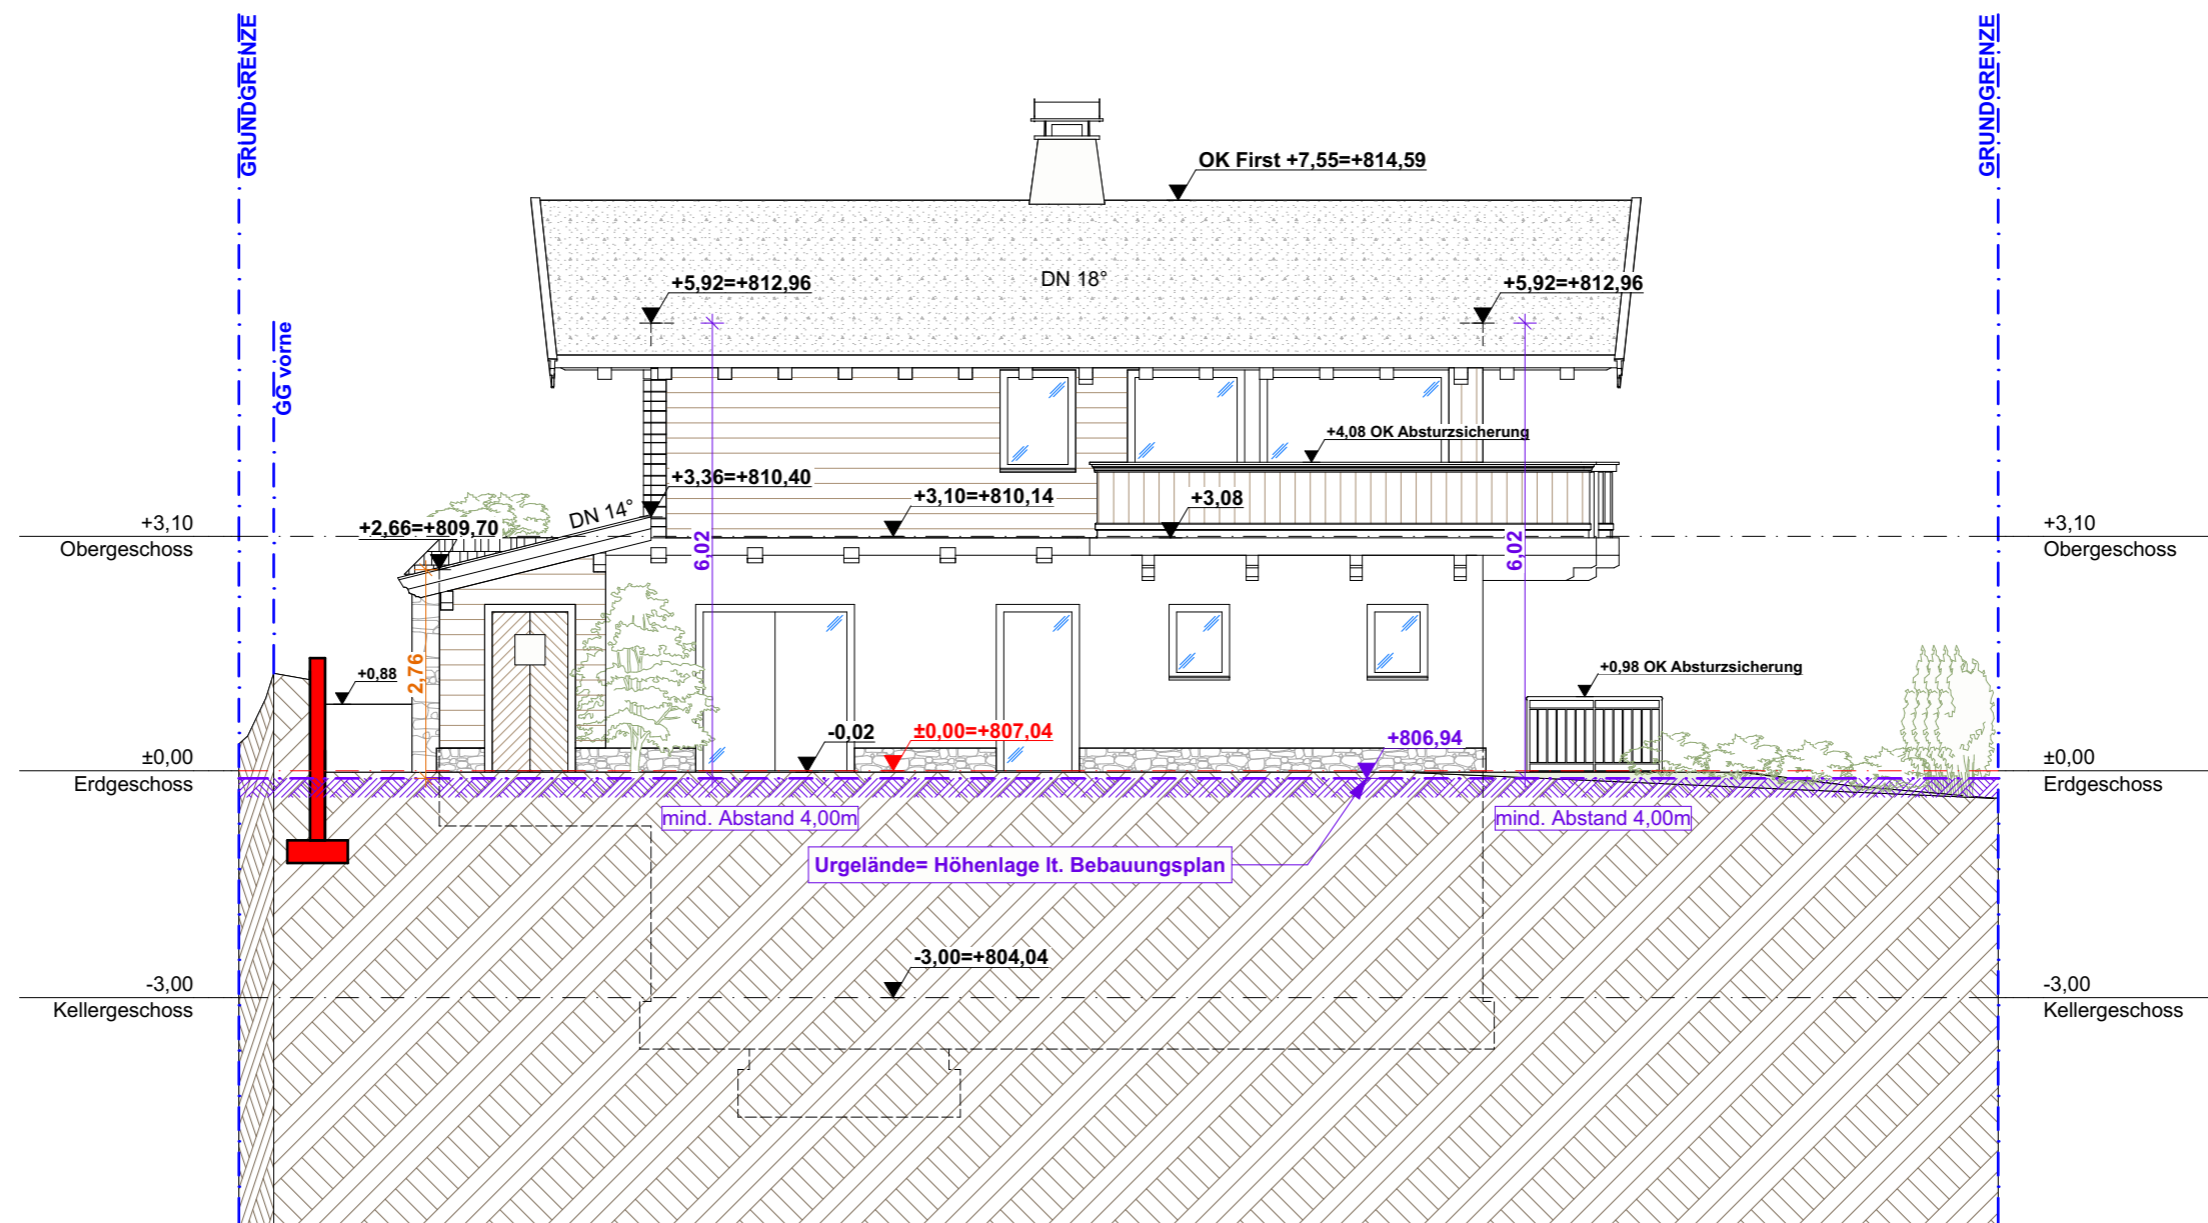 GRUNDGRENZE
GRUNDGRENZE
GG vorne
OK First +7,55=+814,59
DN 18°
+5,92=+812,96
+5,92=+812,96
+4,08 OK Absturzsicherung
+3,36=+810,40
+3,10=+810,14
+3,08
DN 14°
+2,66=+809,70
+3,10
Obergeschoss
+3,10
Obergeschoss
6,02
6,02
2,76
+0,88
+0,98 OK Absturzsicherung
-0,02
±0,00=+807,04
+806,94
±0,00
Erdgeschoss
±0,00
Erdgeschoss
mind. Abstand 4,00m
mind. Abstand 4,00m
Urgelände= Höhenlage lt. Bebauungsplan
-3,00=+804,04
-3,00
Kellergeschoss
-3,00
Kellergeschoss